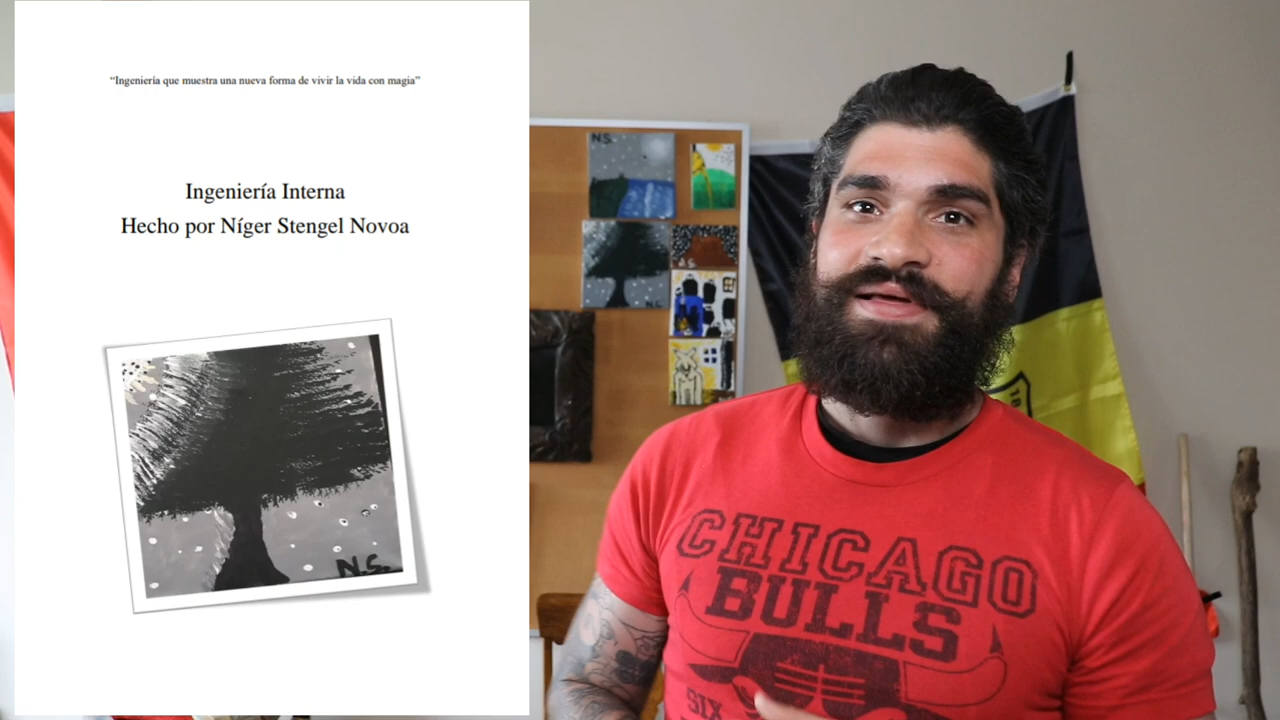 “Ingeniería que muestra una nueva forma de vivir la vida con magia”
Ingeniería Interna
Hecho por Níger Stengel Novoa
N.S.
N.S.
CHICAGO
BULLS
SIX